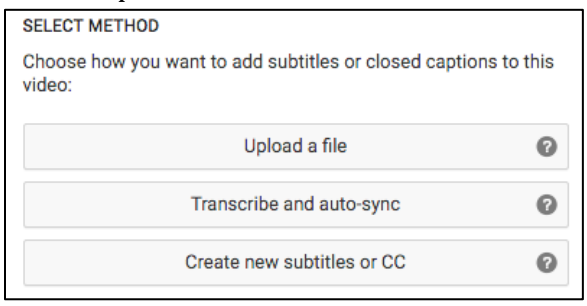 SELECT METHOD
Choose how you want to add subtitles or closed captions to this
video:
Upload a file ?
Transcribe and auto-sync ?
Create new subtitles or CC ?